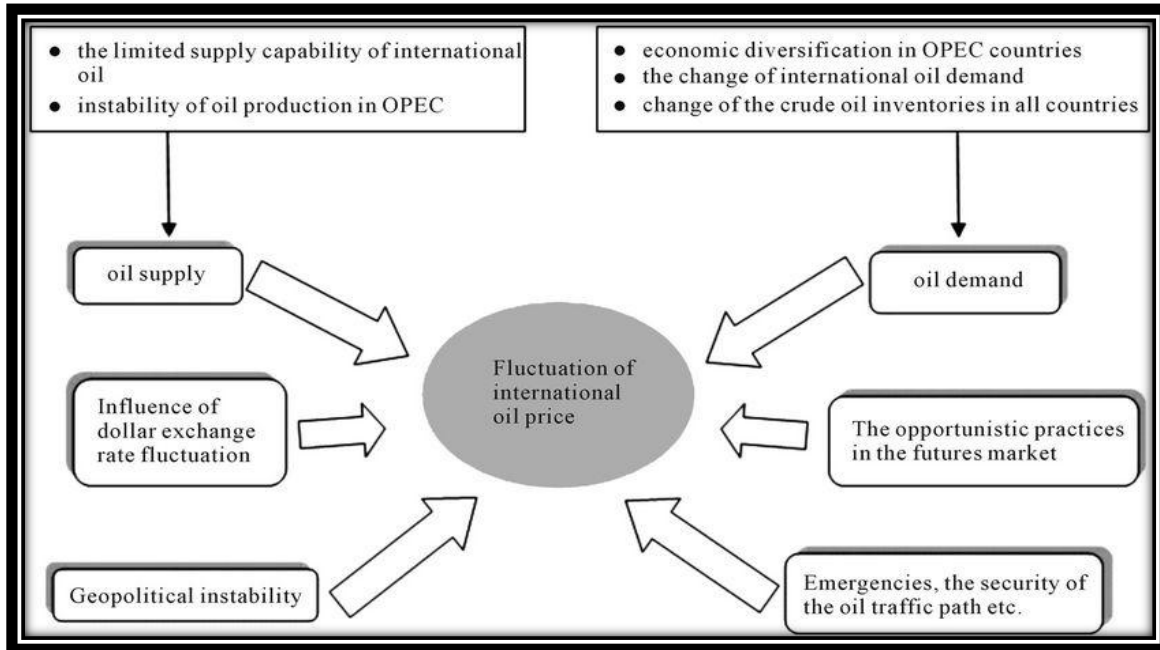 ● the limited supply capability of international
oil
● instability of oil production in OPEC
● economic diversification in OPEC countries
● the change of international oil demand
● change of the crude oil inventories in all countries
oil supply
oil demand
Fluctuation of
international
oil price
Influence of
dollar exchange
rate fluctuation
The opportunistic practices
in the futures market
Geopolitical instability
Emergencies, the security of
the oil traffic path etc.